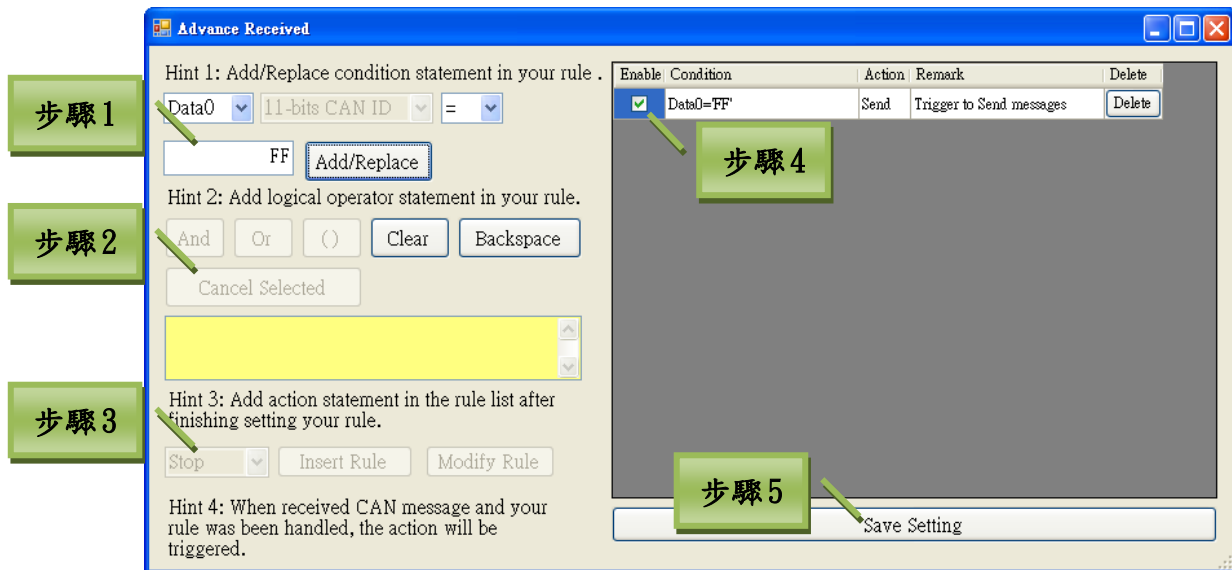 Advance Received
Hint 1: Add/Replace condition statement in your rule .
步驟1
Data0
11-bits CAN ID
=
FF
Add/Replace
Hint 2: Add logical operator statement in your rule.
步驟2
And
Or
( )
Clear
Backspace
Cancel Selected
步驟3
Hint 3: Add action statement in the rule list after
finishing setting your rule.
Stop
Insert Rule
Modify Rule
Hint 4: When received CAN message and your
rule was been handled, the action will be
triggered.
Enable Condition Action Remark Delete
Data0='FF' Send Trigger to Send messages Delete
步驟4
步驟5
Save Setting